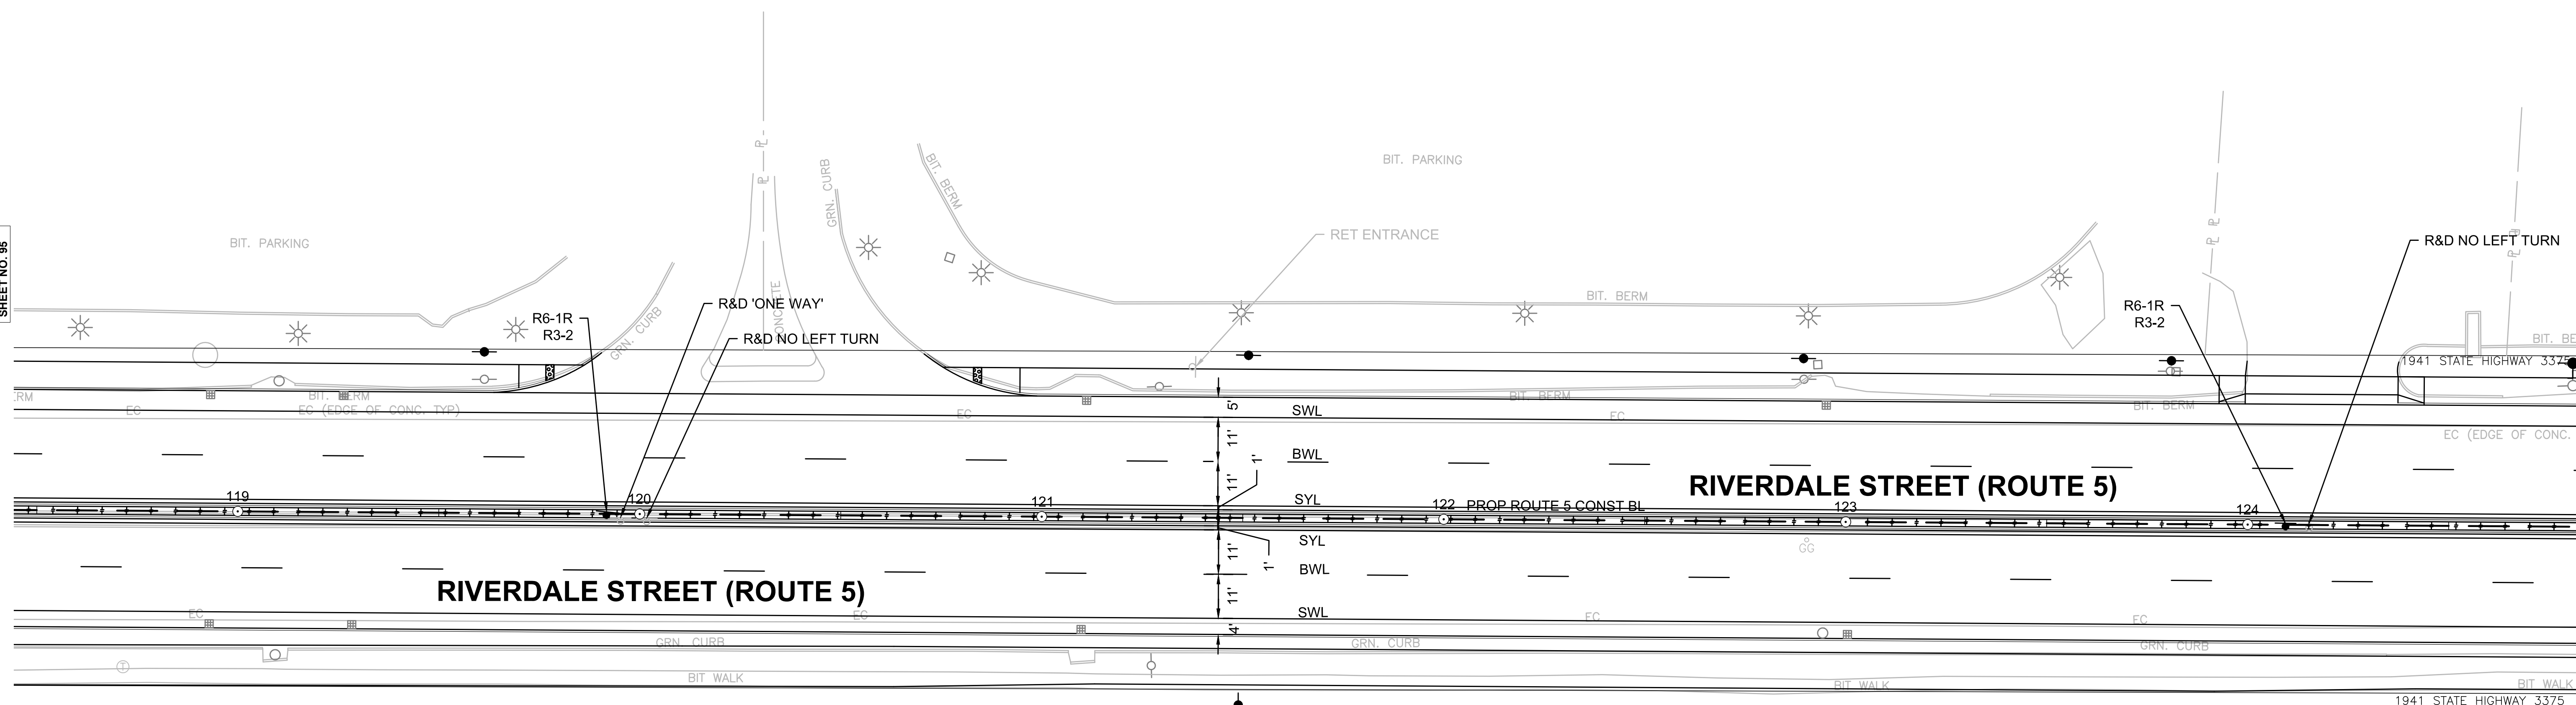 SHEET NO. 95
BIT. PARKING
BIT. PARKING
GRN. CURB
BIT. BERM
RET ENTRANCE
R&D NO LEFT TURN
R&D 'ONE WAY'
R6-1R
R3-2
R&D NO LEFT TURN
CONCRETE
GRN. CURB
BIT. BERM
R6-1R
R3-2
BIT. BE
1941 STATE HIGHWAY 3375
ERM
BIT. BERM
BIT. BERM
BIT. BERM
EC
EC (EDGE OF CONC. TYP)
EC
5'
SWL
EC
EC (EDGE OF CONC.
11'
BWL
1'
11'
RIVERDALE STREET (ROUTE 5)
119
120
121
SYL
122
PROP ROUTE 5 CONST BL
123
124
SYL
11'
1'
GG
BWL
RIVERDALE STREET (ROUTE 5)
11'
SWL
EC
EC
EC
EC
4'
GRN. CURB
GRN. CURB
GRN. CURB
T
BIT WALK
BIT WALK
BIT WALK
1941 STATE HIGHWAY 3375